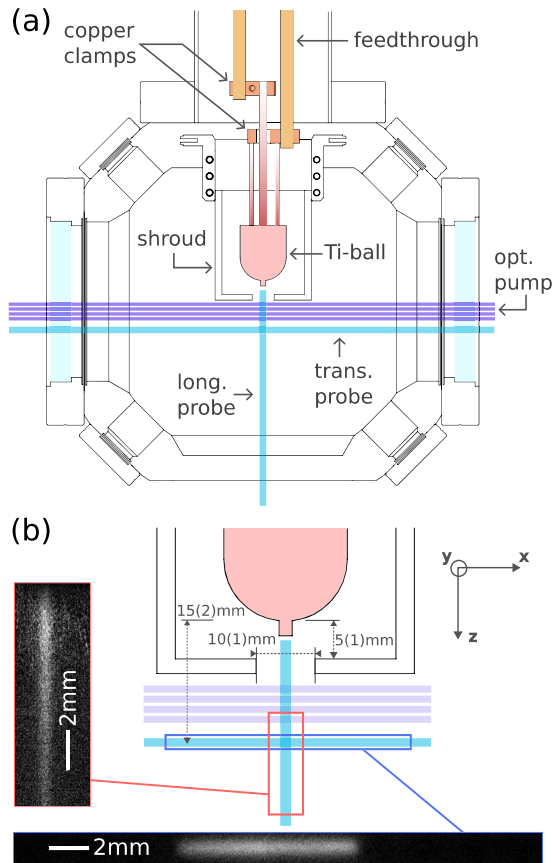 (a)
copper
clamps
feedthrough
shroud
Ti-ball
opt.
pump
long.
probe
trans.
probe
(b)
y
x
z
15(2)mm
10(1)mm
5(1)mm
2mm
2mm